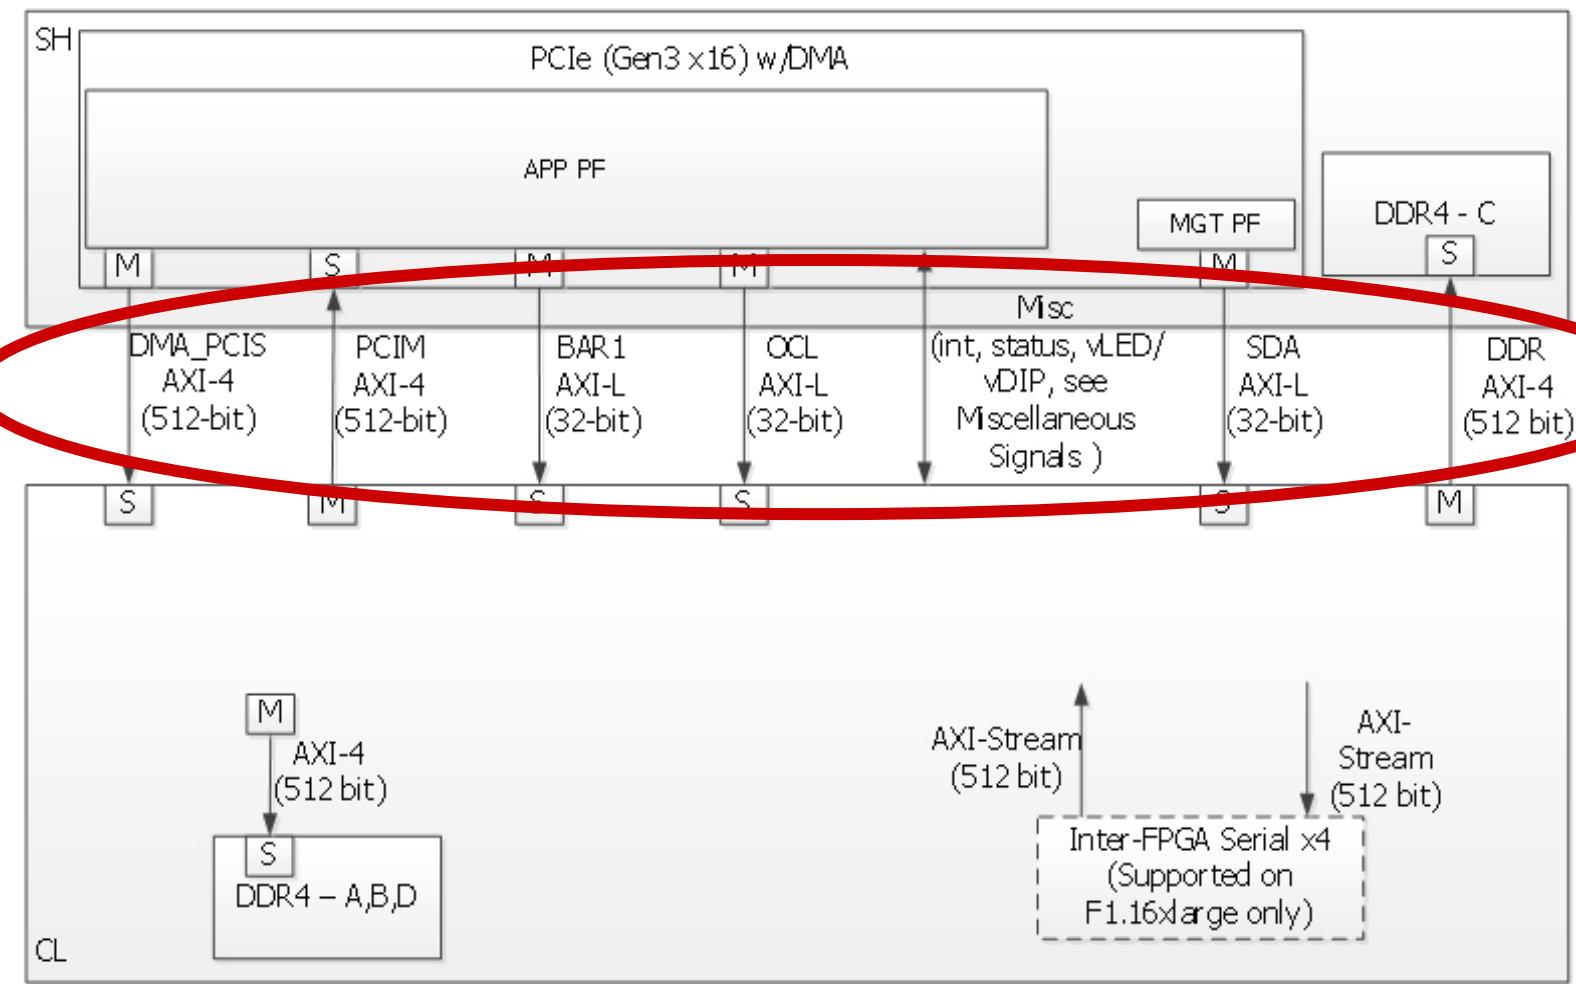 SH
PCIe (Gen3 x16) w/DMA
APP PF
MGT PF
DDR4 - C
M
S
M
M
M
S
Misc
DMA_PCIS
AXI-4
(512-bit)
PCIM
AXI-4
(512-bit)
BAR1
AXI-L
(32-bit)
OCL
AXI-L
(32-bit)
(int, status, vLED/
vDIP, see
Miscellaneous
Signals )
SDA
AXI-L
(32-bit)
DDR
AXI-4
(512 bit)
S
M
S
S
S
M
M
AXI-4
(512 bit)
S
DDR4 – A,B,D
AXI-Stream
(512 bit)
AXI-
Stream
(512 bit)
Inter-FPGA Serial x4
(Supported on
F1.16xlarge only)
CL